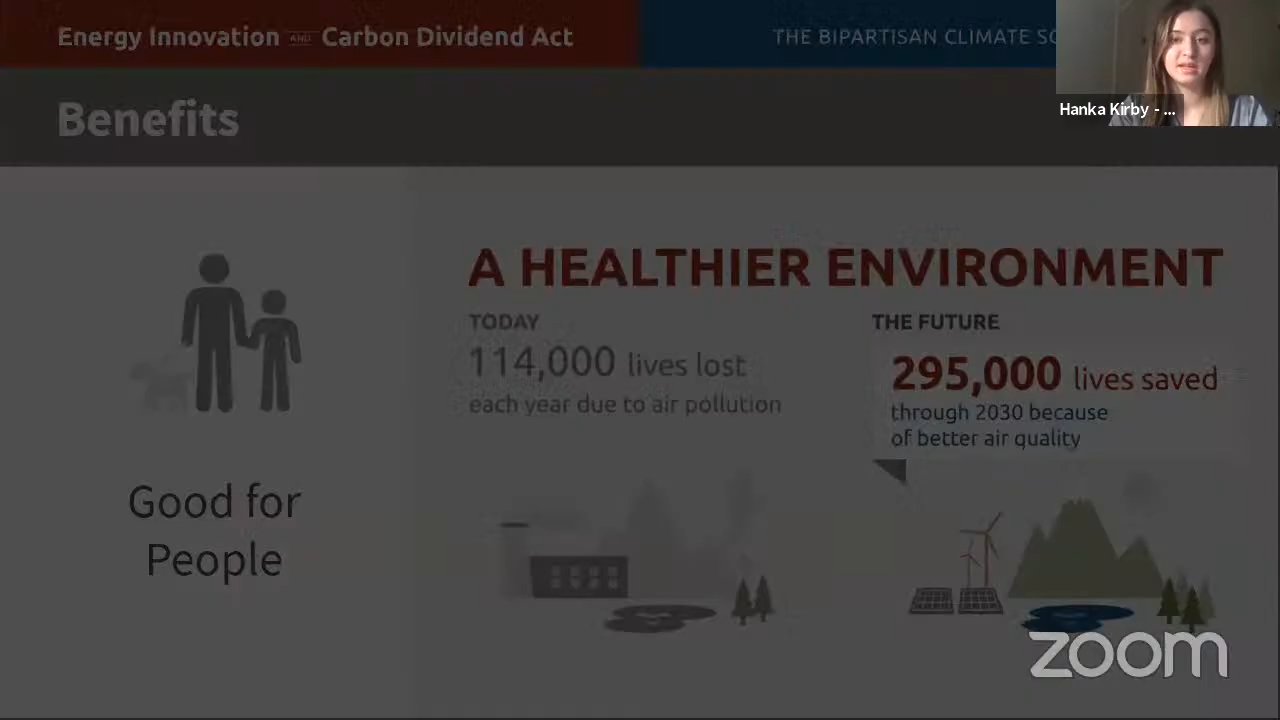 Energy Innovation AND Carbon Dividend Act
THE BIPARTISAN CLIMATE
Hanka Kirby - ...
Benefits
A HEALTHIER ENVIRONMENT
TODAY
114,000 lives lost
each year due to air pollution
THE FUTURE
295,000 lives saved
through 2030 because
of better air quality
Good for
People
zoom